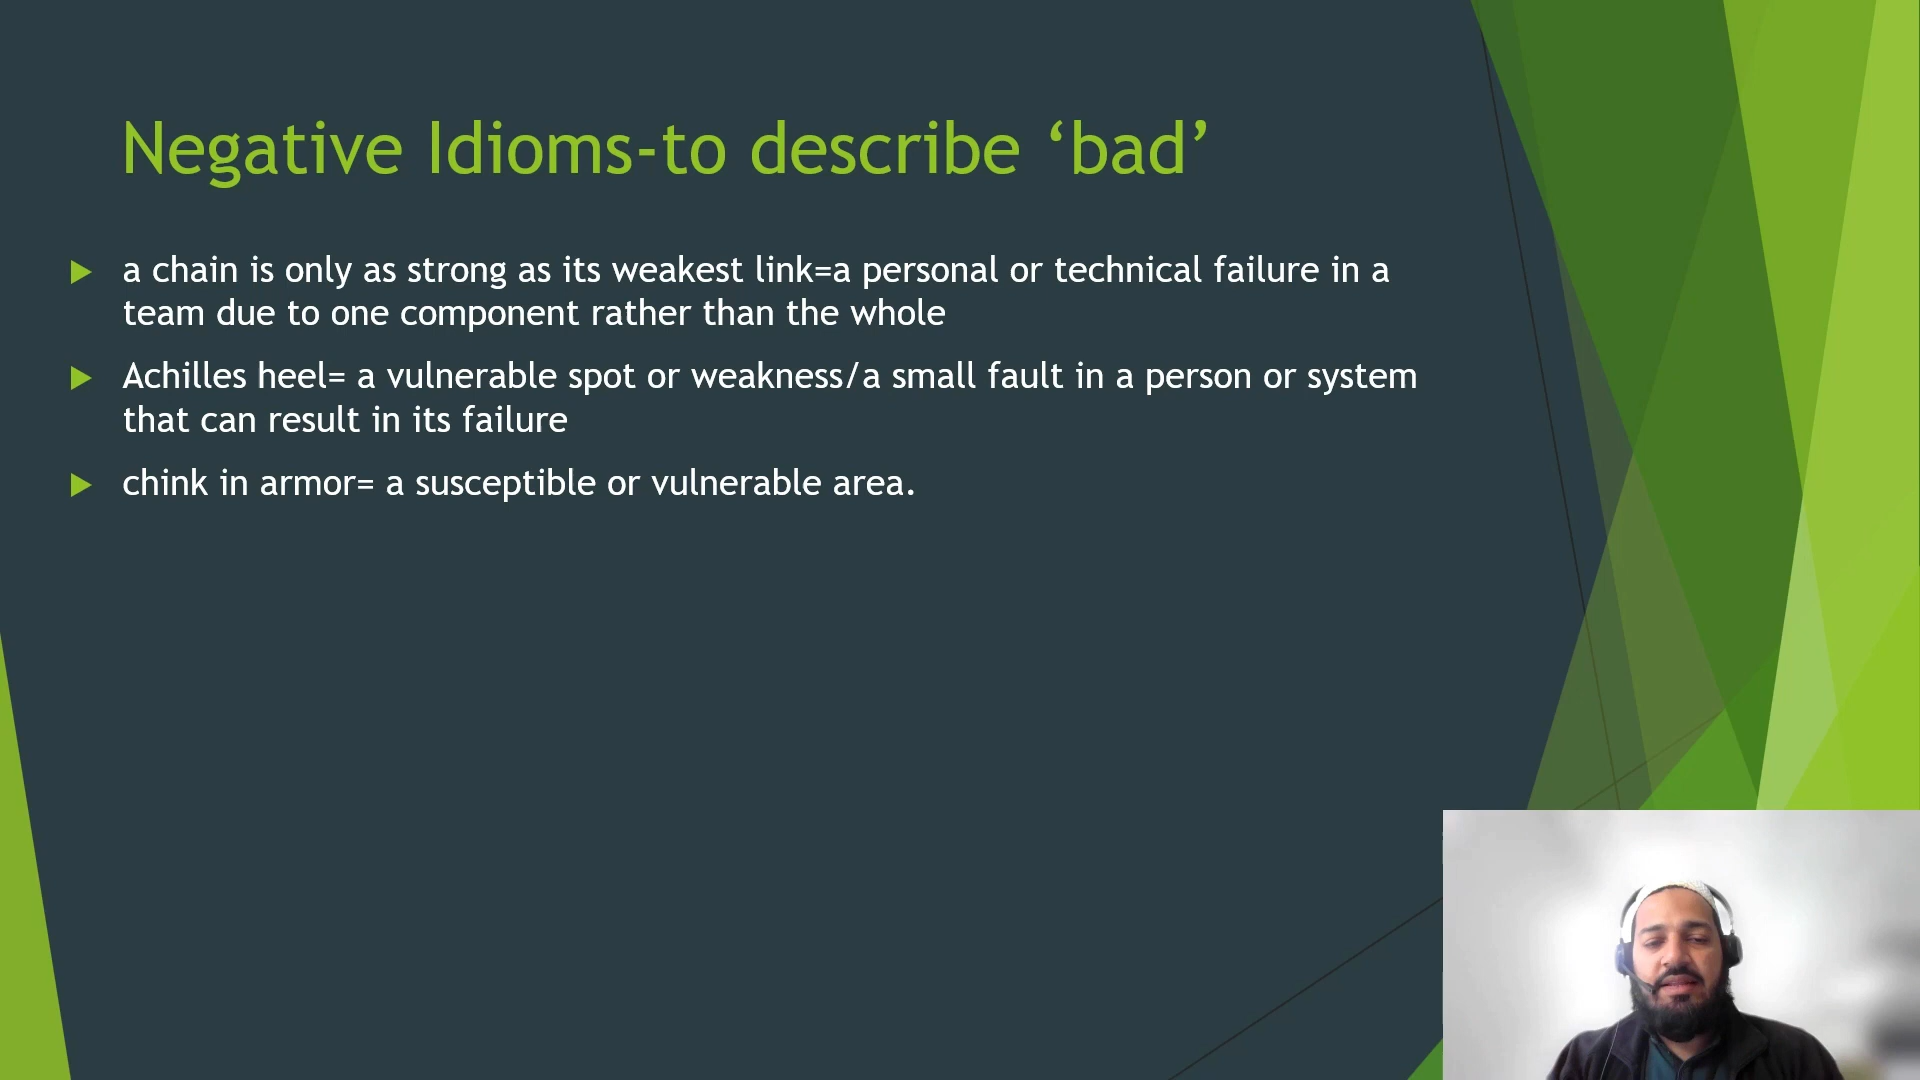 Negative Idioms-to describe ‘bad’
a chain is only as strong as its weakest link=a personal or technical failure in a
team due to one component rather than the whole
Achilles heel= a vulnerable spot or weakness/a small fault in a person or system
that can result in its failure
chink in armor= a susceptible or vulnerable area.